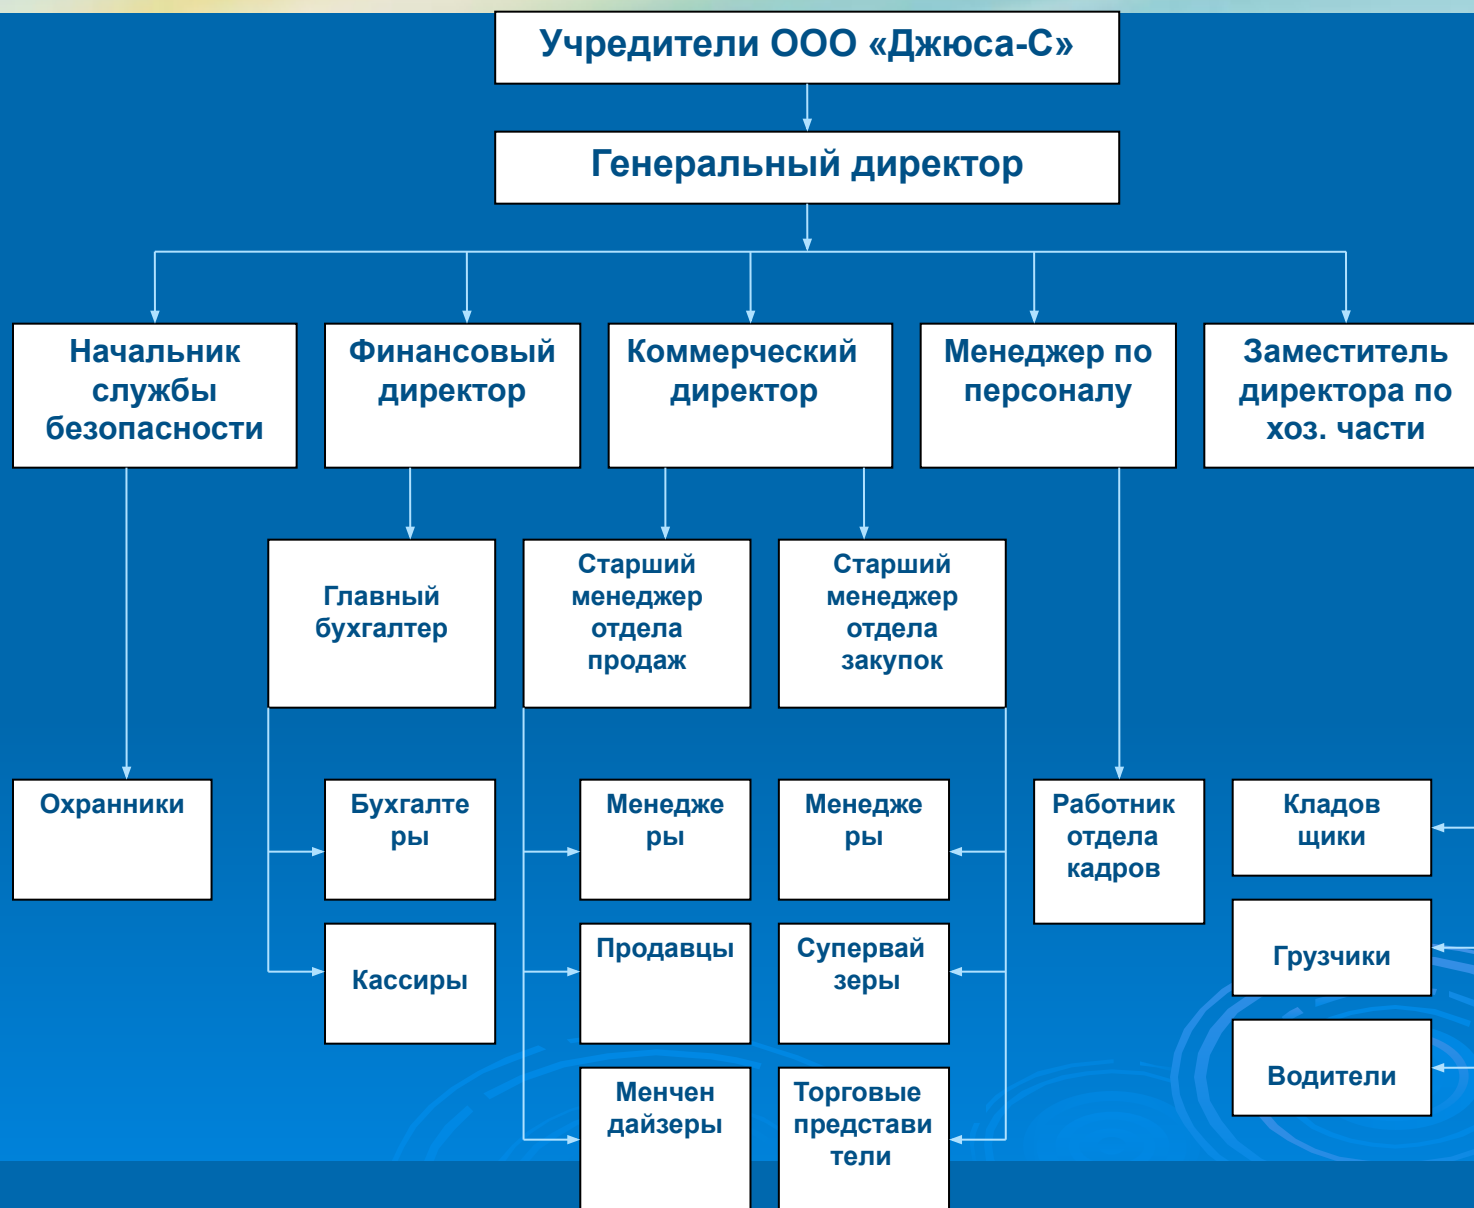 Учредители ООО «Джюса-С»
Генеральный директор
Начальник
службы
безопасности
Финансовый
директор
Коммерческий
директор
Менеджер по
персоналу
Заместитель
директора по
хоз. части
Главный
бухгалтер
Старший
менеджер
отдела
продаж
Старший
менеджер
отдела
закупок
Охранники
Бухгалте
ры
Менедже
ры
Менедже
ры
Работник
отдела
кадров
Кладов
щики
Кассиры
Продавцы
Супервай
зеры
Грузчики
Менчен
дайзеры
Торговые
представи
тели
Водители